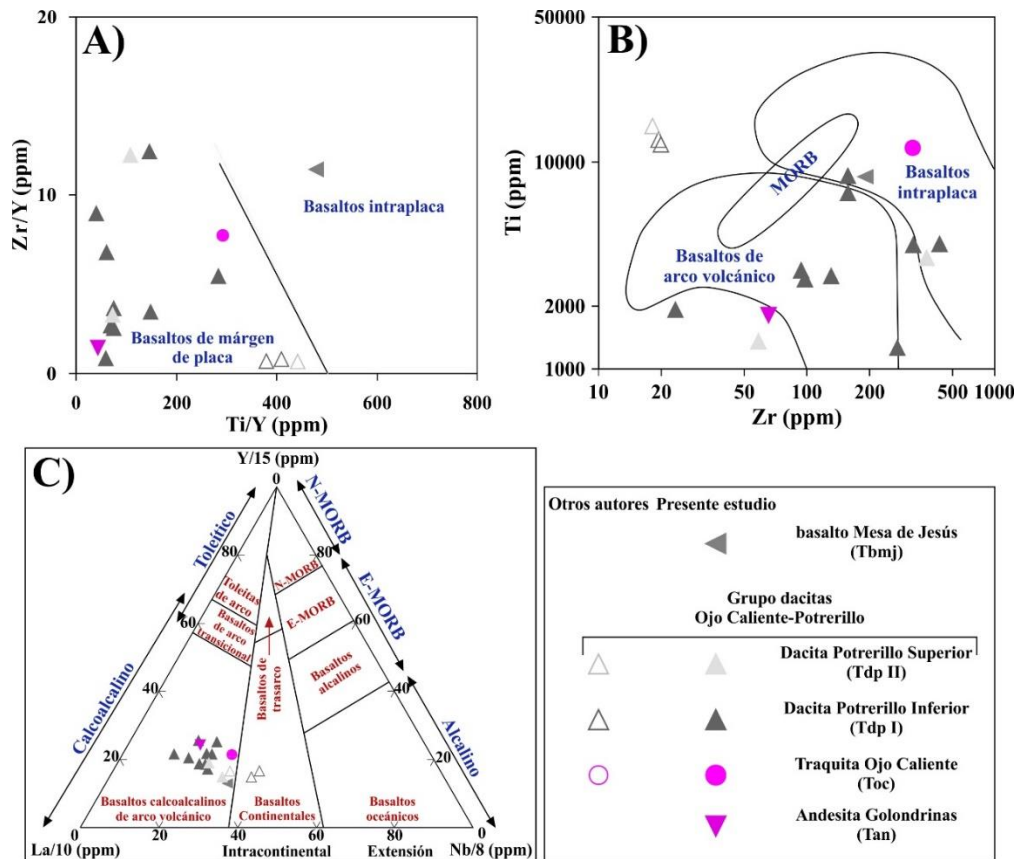 A)
20
10
0
Zr/Y (ppm)
Basaltos intraplaca
Basaltos de márgen
de placa
0
200
400
600
800
Ti/Y (ppm)
B)
50000
10000
2000
1000
Ti (ppm)
MORB
Basaltos
intraplaca
Basaltos de
arco volcánico
10
20
50
100
200
500
1000
Zr (ppm)
C)
Y/15 (ppm)
0
N-MORB
Toleítico
80
80
N-MORB
E-MORB
Toleitas
de arco
E-MORB
Basaltos
de arco
transicional
60
60
Basaltos de
trasarco
Basaltos
alcalinos
Calcoalcalino
40
40
Alcalino
20
20
Basaltos calcoalcalinos
de arco volcánico
Basaltos
Continentales
Basaltos
oceánicos
0
20
40
60
80
0
La/10 (ppm)
Intracontinental
Extensión
Nb/8 (ppm)
Otros autores Presente estudio
basalto Mesa de Jesús
(Tbmj)
Grupo dacitas
Ojo Caliente-Potrerillo
Dacita Potrerillo Superior
(Tdp II)
Dacita Potrerillo Inferior
(Tdp I)
Traquita Ojo Caliente
(Toc)
Andesita Golondrinas
(Tan)